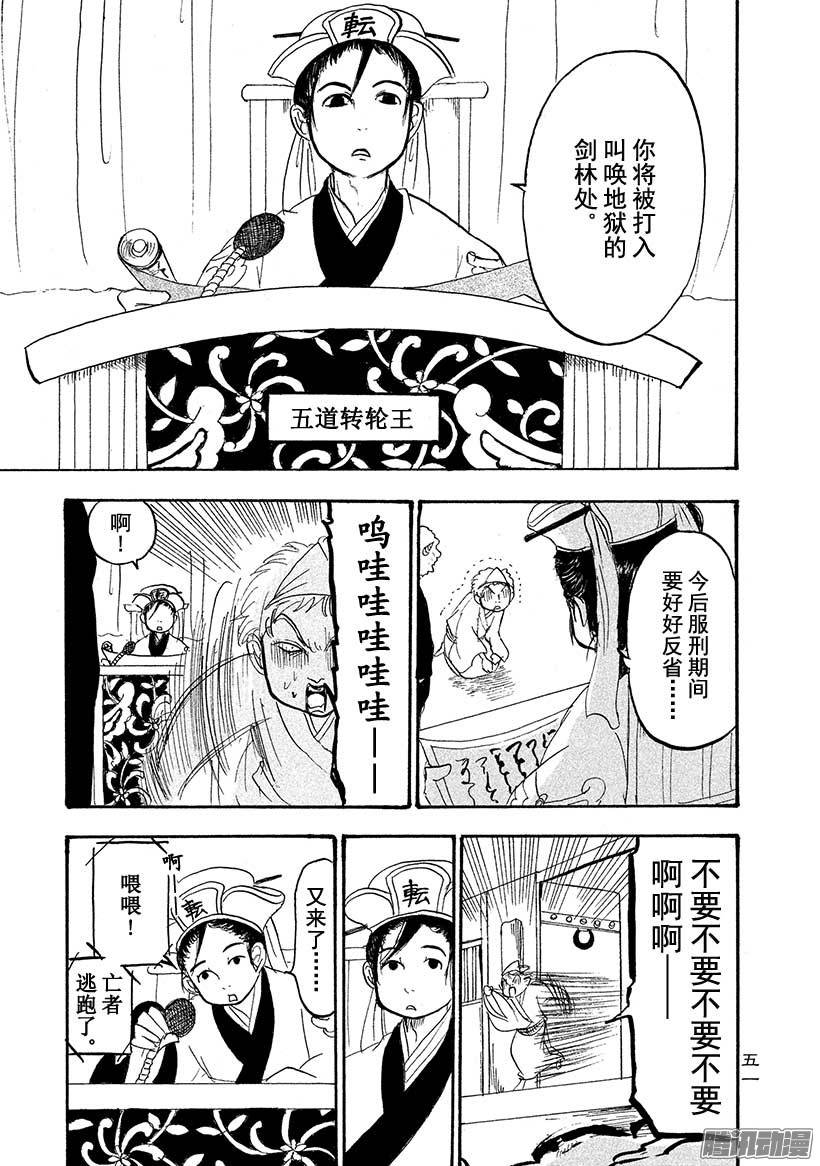 転
你将被打入
叫唤地狱的
剑林处。
五道转轮王
今后服刑期间
要好好反省……
呜哇哇哇哇哇——
啊！
不要不要不要不要
啊啊啊——
転
又来了……
啊
喂喂！
亡者
逃跑了。
五一
腾讯动漫